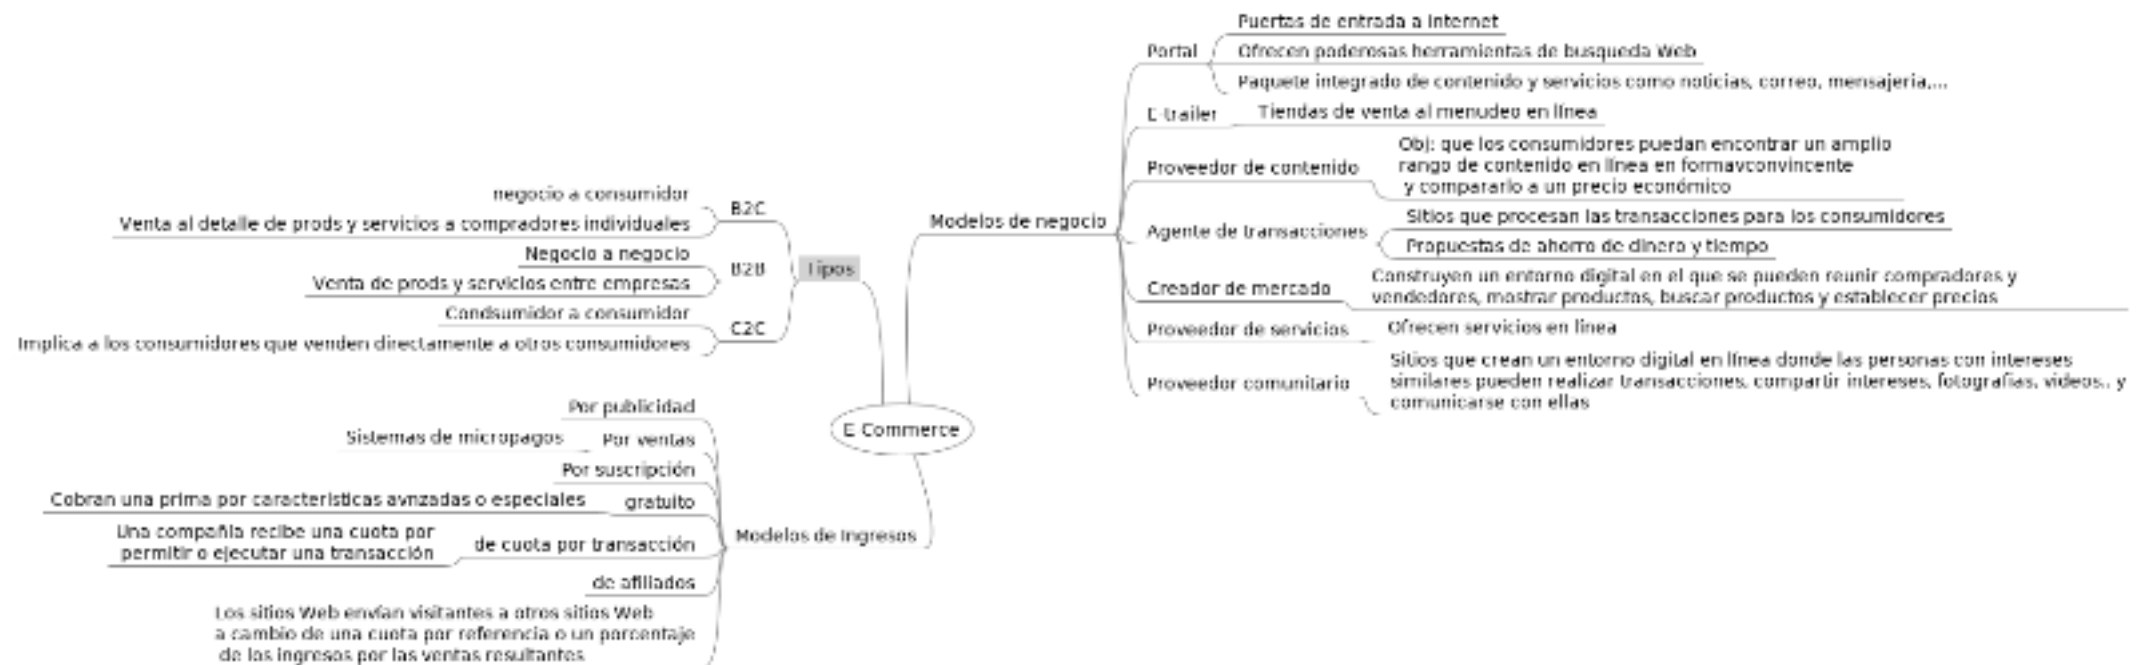 E Commerce
Tipos
B2C
negocio a consumidor
Venta al detalle de prods y servicios a compradores individuales
B2B
Negocio a negocio
Venta de prods y servicios entre empresas
C2C
Condsumidor a consumidor
Implica a los consumidores que venden directamente a otros consumidores
Modelos de Ingresos
Por publicidad
Por ventas
Sistemas de micropagos
Por suscripción
gratuito
Cobran una prima por características avnzadas o especiales
de cuota por transacción
Una compañía recibe una cuota por
permitir o ejecutar una transacción
de afiliados
Los sitios Web envían visitantes a otros sitios Web
a cambio de una cuota por referencia o un porcentaje
de los ingresos por las ventas resultantes
Modelos de negocio
Portal
Puertas de entrada a internet
Ofrecen poderosas herramientas de busqueda Web
Paquete integrado de contenido y servicios como noticias, correo, mensajeria,...
E-trailer
Tiendas de venta al menudeo en línea
Proveedor de contenido
Obj: que los consumidores puedan encontrar un amplio
rango de contenido en línea en formavconvincente
y compararlo a un precio económico
Agente de transacciones
Sitios que procesan las transacciones para los consumidores
Propuestas de ahorro de dinero y tiempo
Creador de mercado
Construyen un entorno digital en el que se pueden reunir compradores y
vendedores, mostrar productos, buscar productos y establecer precios
Proveedor de servicios
Ofrecen servicios en linea
Proveedor comunitario
Sitios que crean un entorno digital en línea donde las personas con intereses
similares pueden realizar transacciones, compartir intereses, fotografias, videos.. y
comunicarse con ellas